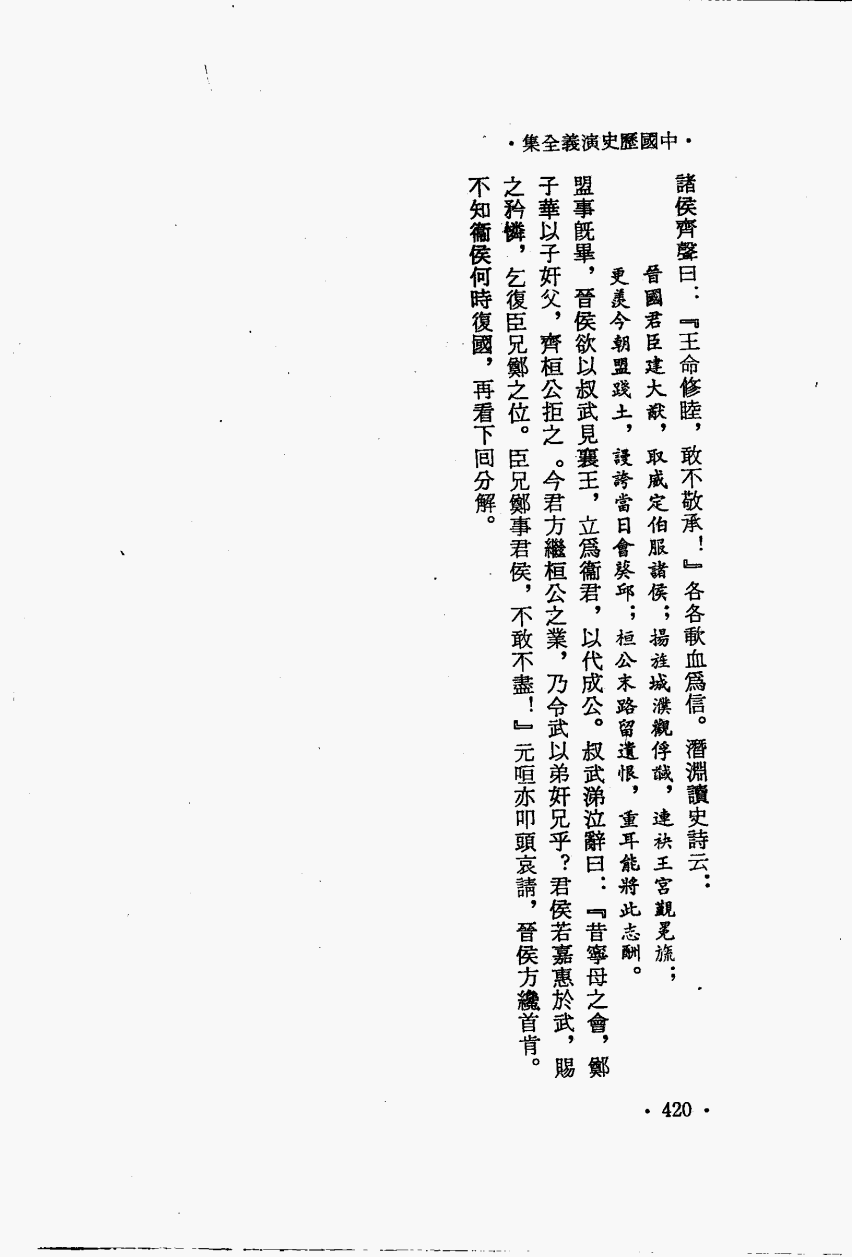 ·中國歷史演義全集·
諸侯齊聲曰：『王命修睦，敢不敬承！』各各歃血爲信。潛淵讀史詩云：
晉國君臣建大猷，取威定伯服諸侯；揚旌城濮觀俘馘，連袂王宮覲冕旒；
更羨今朝盟踐土，謾誇當日會葵邱；桓公末路留遺恨，重耳能將此志酬。
盟事旣畢，晉侯欲以叔武見襄王，立爲衞君，以代成公。叔武涕泣辭曰：『昔寧母之會，鄭
子華以子奸父，齊桓公拒之。今君方繼桓公之業，乃令武以弟奸兄乎？君侯若嘉惠於武，賜
之矜憐，乞復臣兄鄭之位。臣兄鄭事君侯，不敢不盡！』元咺亦叩頭哀請，晉侯方纔首肯。
不知衞侯何時復國，再看下囘分解。
·420·